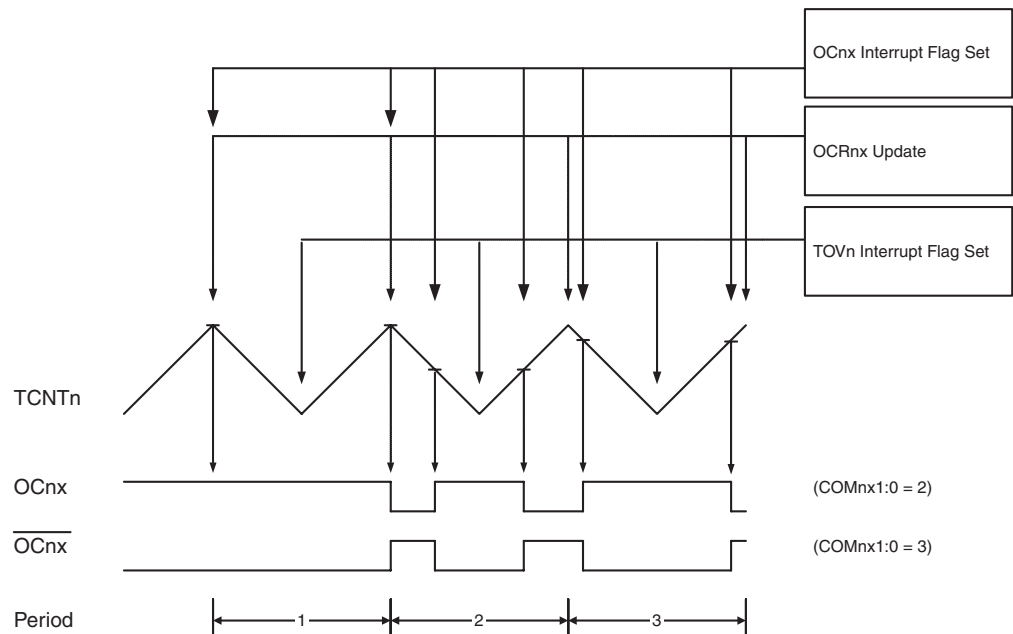 OCnx Interrupt Flag Set
OCRnx Update
TOVn Interrupt Flag Set
TCNTn
OCnx
(COMnx1:0 = 2)
OCnx
(COMnx1:0 = 3)
Period
1
2
3